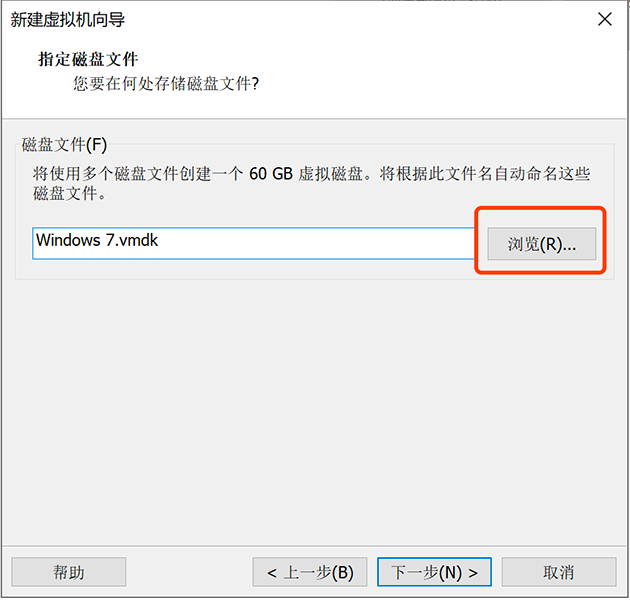 新建虚拟机向导
指定磁盘文件
您要在何处存储磁盘文件?
磁盘文件(F)
将使用多个磁盘文件创建一个 60 GB 虚拟磁盘。将根据此文件名自动命名这些
磁盘文件。
Windows 7.vmdk
浏览(R)...
帮助
< 上一步(B)
下一步(N) >
取消